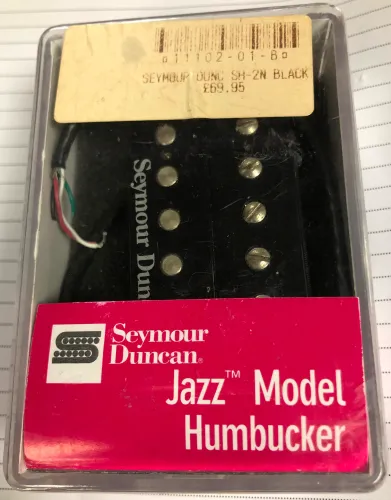 11102-01-B
SEYMOUR DUNC SH-2N BLACK
£69.95
Seymour Dun
Seymour
Duncan®
Jazz™ Model
Humbucker